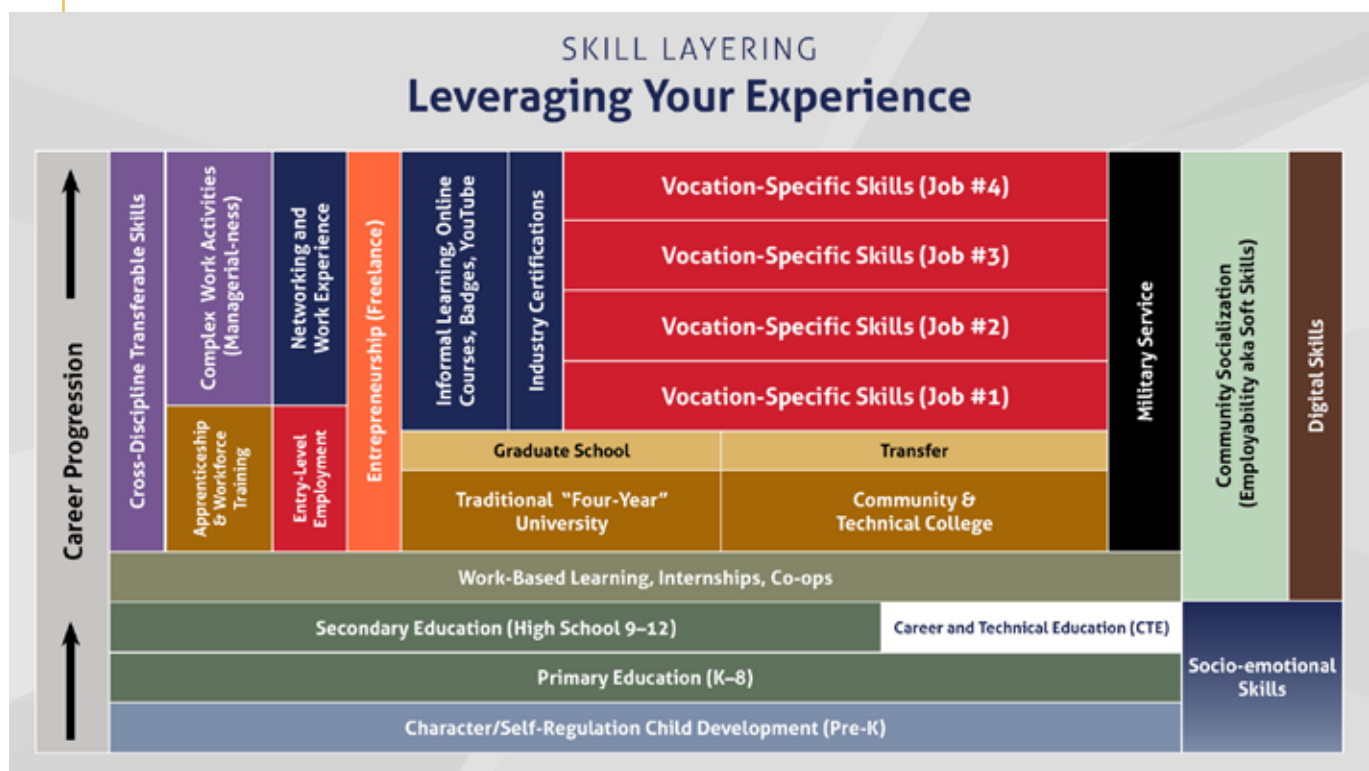 SKILL LAYERING
Leveraging Your Experience
Career Progression
Cross-Discipline Transferable Skills
Complex Work Activities
(Managerial-ness)
Apprenticeship
& Workforce
Training
Networking and
Work Experience
Entry-Level
Employment
Entrepreneurship (Freelance)
Informal Learning, Online
Courses, Badges, YouTube
Industry Certifications
Vocation-Specific Skills (Job #4)
Vocation-Specific Skills (Job #3)
Vocation-Specific Skills (Job #2)
Vocation-Specific Skills (Job #1)
Graduate School
Transfer
Traditional “Four-Year”
University
Community &
Technical College
Military Service
Community Socialization
(Employability aka Soft Skills)
Digital Skills
Work-Based Learning, Internships, Co-ops
Secondary Education (High School 9–12)
Career and Technical Education (CTE)
Primary Education (K–8)
Socio-emotional
Skills
Character/Self-Regulation Child Development (Pre-K)